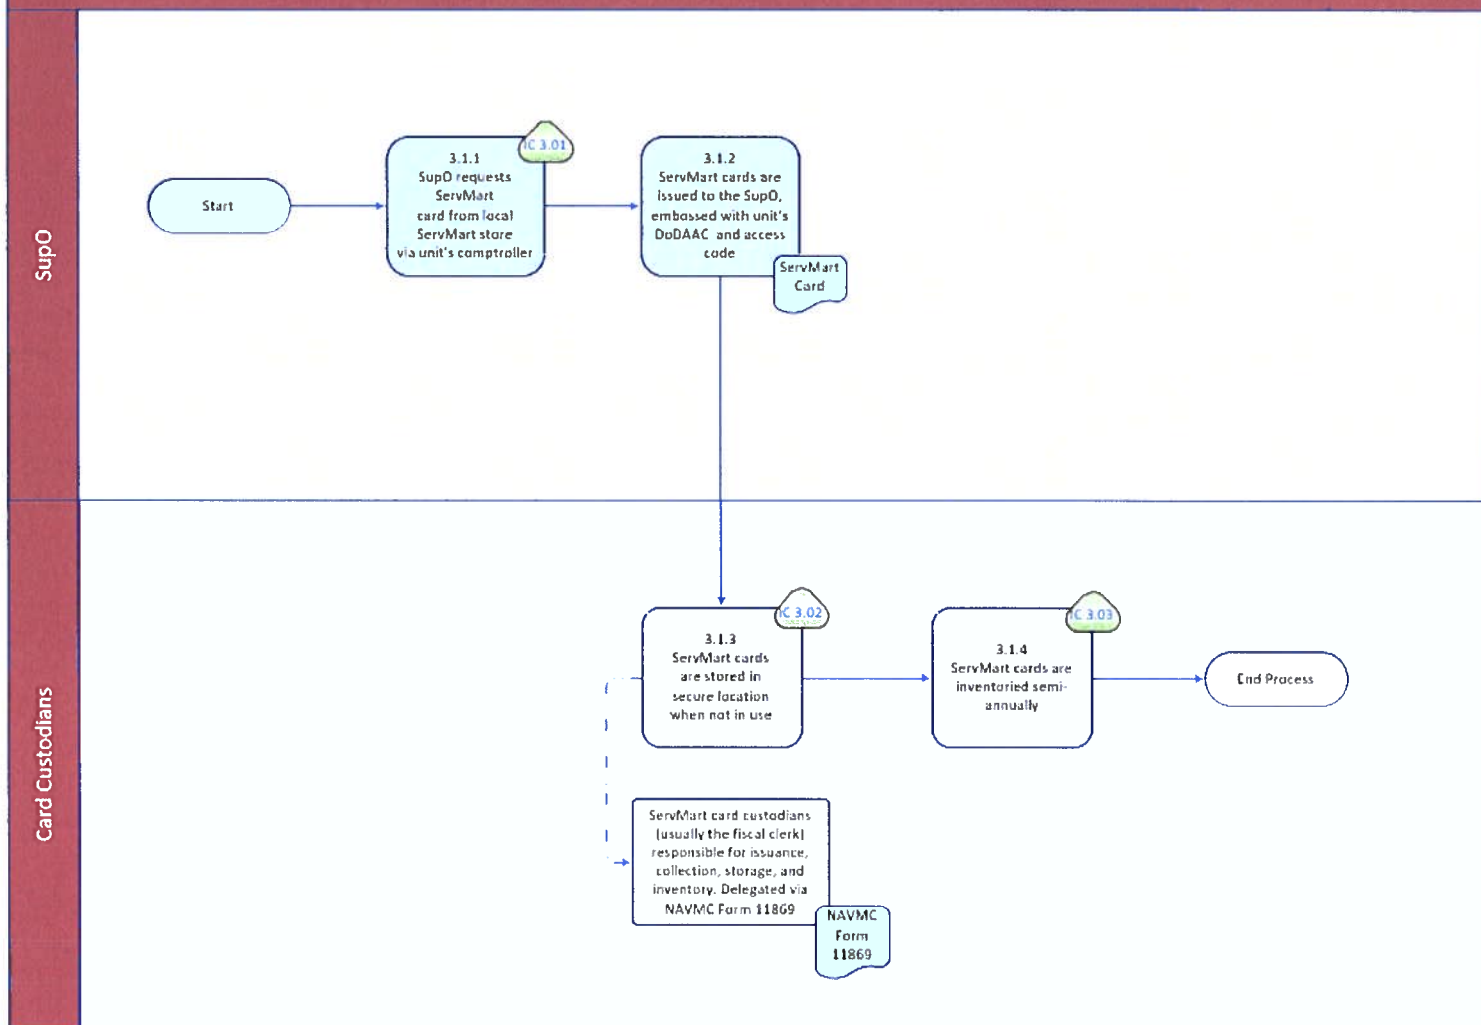 SupO
Start
IC 3.01
3.1.1
SupO requests
ServMart
card from local
ServMart store
via unit's comptroller
3.1.2
ServMart cards are
issued to the SupO,
embossed with unit's
DoDAAC and access
code
ServMart
Card
Card Custodians
IC 3.02
3.1.3
ServMart cards
are stored in
secure location
when not in use
IC 3.03
3.1.4
ServMart cards are
inventoried semi-
annually
End Process
ServMart card custodians
(usually the fiscal clerk)
responsible for issuance,
collection, storage, and
inventory. Delegated via
NAVMC Form 11869
NAVMC
Form
11869